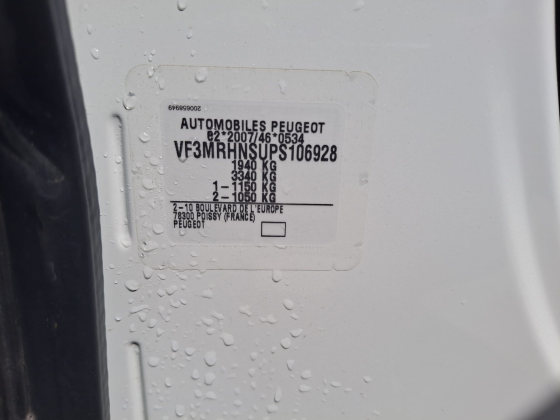 200658949
AUTOMOBILES PEUGEOT
e2*2007/46*0534
VF3MRHNSUPS106928
1940 KG
3340 KG
1-1150 KG
2-1050 KG
2-10 BOULEVARD DE L'EUROPE
78300 POISSY (FRANCE)
PEUGEOT